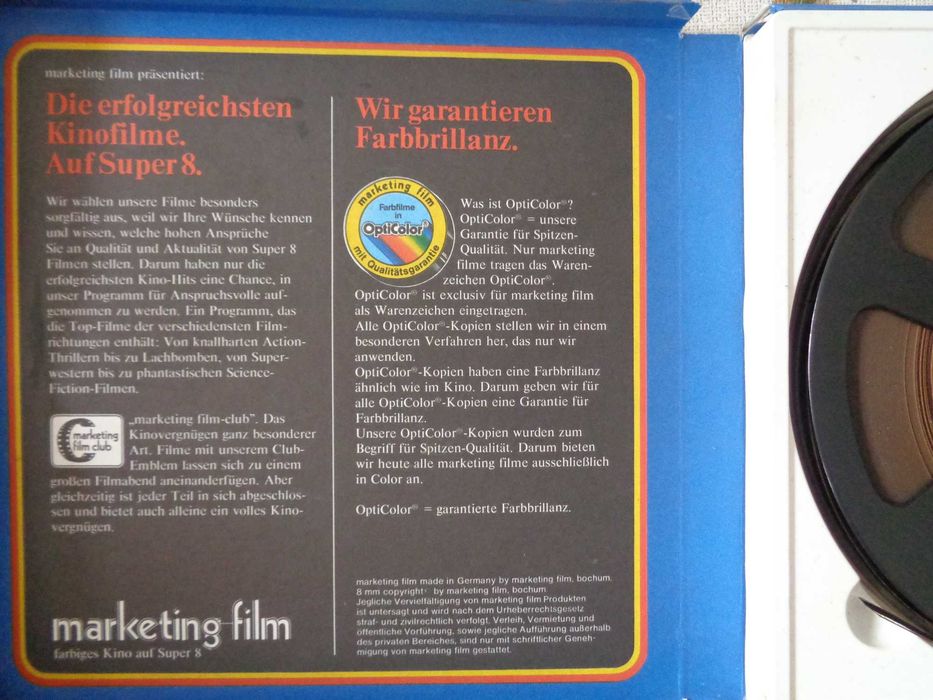 marketing film präsentiert:
Die erfolgreichsten
Kinofilme.
Auf Super 8.
Wir wählen unsere Filme besonders
sorgfältig aus, weil wir Ihre Wünsche kennen
und wissen, welche hohen Ansprüche
Sie an Qualität und Aktualität von Super 8
Filmen stellen. Darum haben nur die
erfolgreichsten Kino-Hits eine Chance, in
unser Programm für Anspruchsvolle auf-
genommen zu werden. Ein Programm, das
die Top-Filme der verschiedensten Film-
richtungen enthält: Von knallharten Action-
Thrillern bis zu Lachbomben, von Super-
western bis zu phantastischen Science-
Fiction-Filmen.
marketing
film club
„marketing film-club". Das
Kinovergnügen ganz besonderer
Art. Filme mit unserem Club-
Emblem lassen sich zu einem
großen Filmabend aneinanderfügen. Aber
gleichzeitig ist jeder Teil in sich abgeschlos-
sen und bietet auch alleine ein volles Kino-
vergnügen.
marketing film
farbiges Kino auf Super 8
Wir garantieren
Farbbrillanz.
marketing film
Farbfilme
in
OptiColor®
mit Qualitätsgarantie
Was ist OptiColor®?
OptiColor® = unsere
Garantie für Spitzen-
Qualität. Nur marketing
filme tragen das Waren-
zeichen OptiColor®.
OptiColor® ist exclusiv für marketing film
als Warenzeichen eingetragen.
Alle OptiColor®-Kopien stellen wir in einem
besonderen Verfahren her, das nur wir
anwenden.
OptiColor®-Kopien haben eine Farbbrillanz
ähnlich wie im Kino. Darum geben wir für
alle OptiColor®-Kopien eine Garantie für
Farbbrillanz.
Unsere OptiColor®-Kopien wurden zum
Begriff für Spitzen-Qualität. Darum bieten
wir heute alle marketing filme ausschließlich
in Color an.
OptiColor® = garantierte Farbbrillanz.
marketing film made in Germany by marketing film, bochum.
8 mm copyright· by marketing film, bochum
Jegliche Vervielfältigung von marketing film Produkten
ist untersagt und wird nach dem Urheberrechtsgesetz
straf- und zivilrechtlich verfolgt. Verleih, Vermietung und
öffentliche Vorführung, sowie jegliche Aufführung außerhalb
des privaten Bereiches, sind nur mit schriftlicher Geneh-
migung von marketing film gestattet.